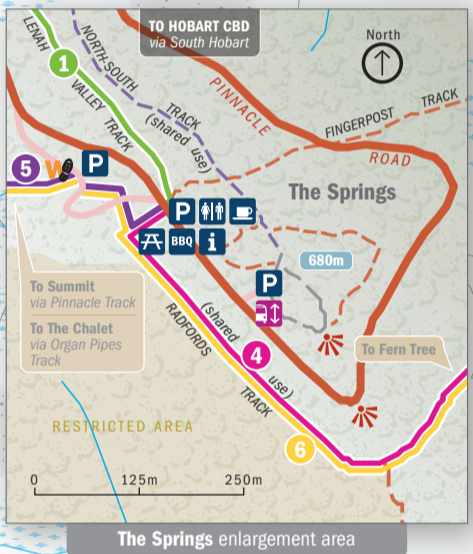 TO HOBART CBD
via South Hobart
North
LENAH
VALLEY TRACK
1
NORTH-SOUTH
TRACK
(shared use)
PINNACLE
ROAD
FINGERPOST TRACK
5
W
P
The Springs
P
BBQ
i
680m
P
To Summit
via Pinnacle Track
To The Chalet
via Organ Pipes
Track
RADFORDS
TRACK
(shared
use)
4
To Fern Tree
RESTRICTED AREA
6
0 125m 250m
The Springs enlargement area